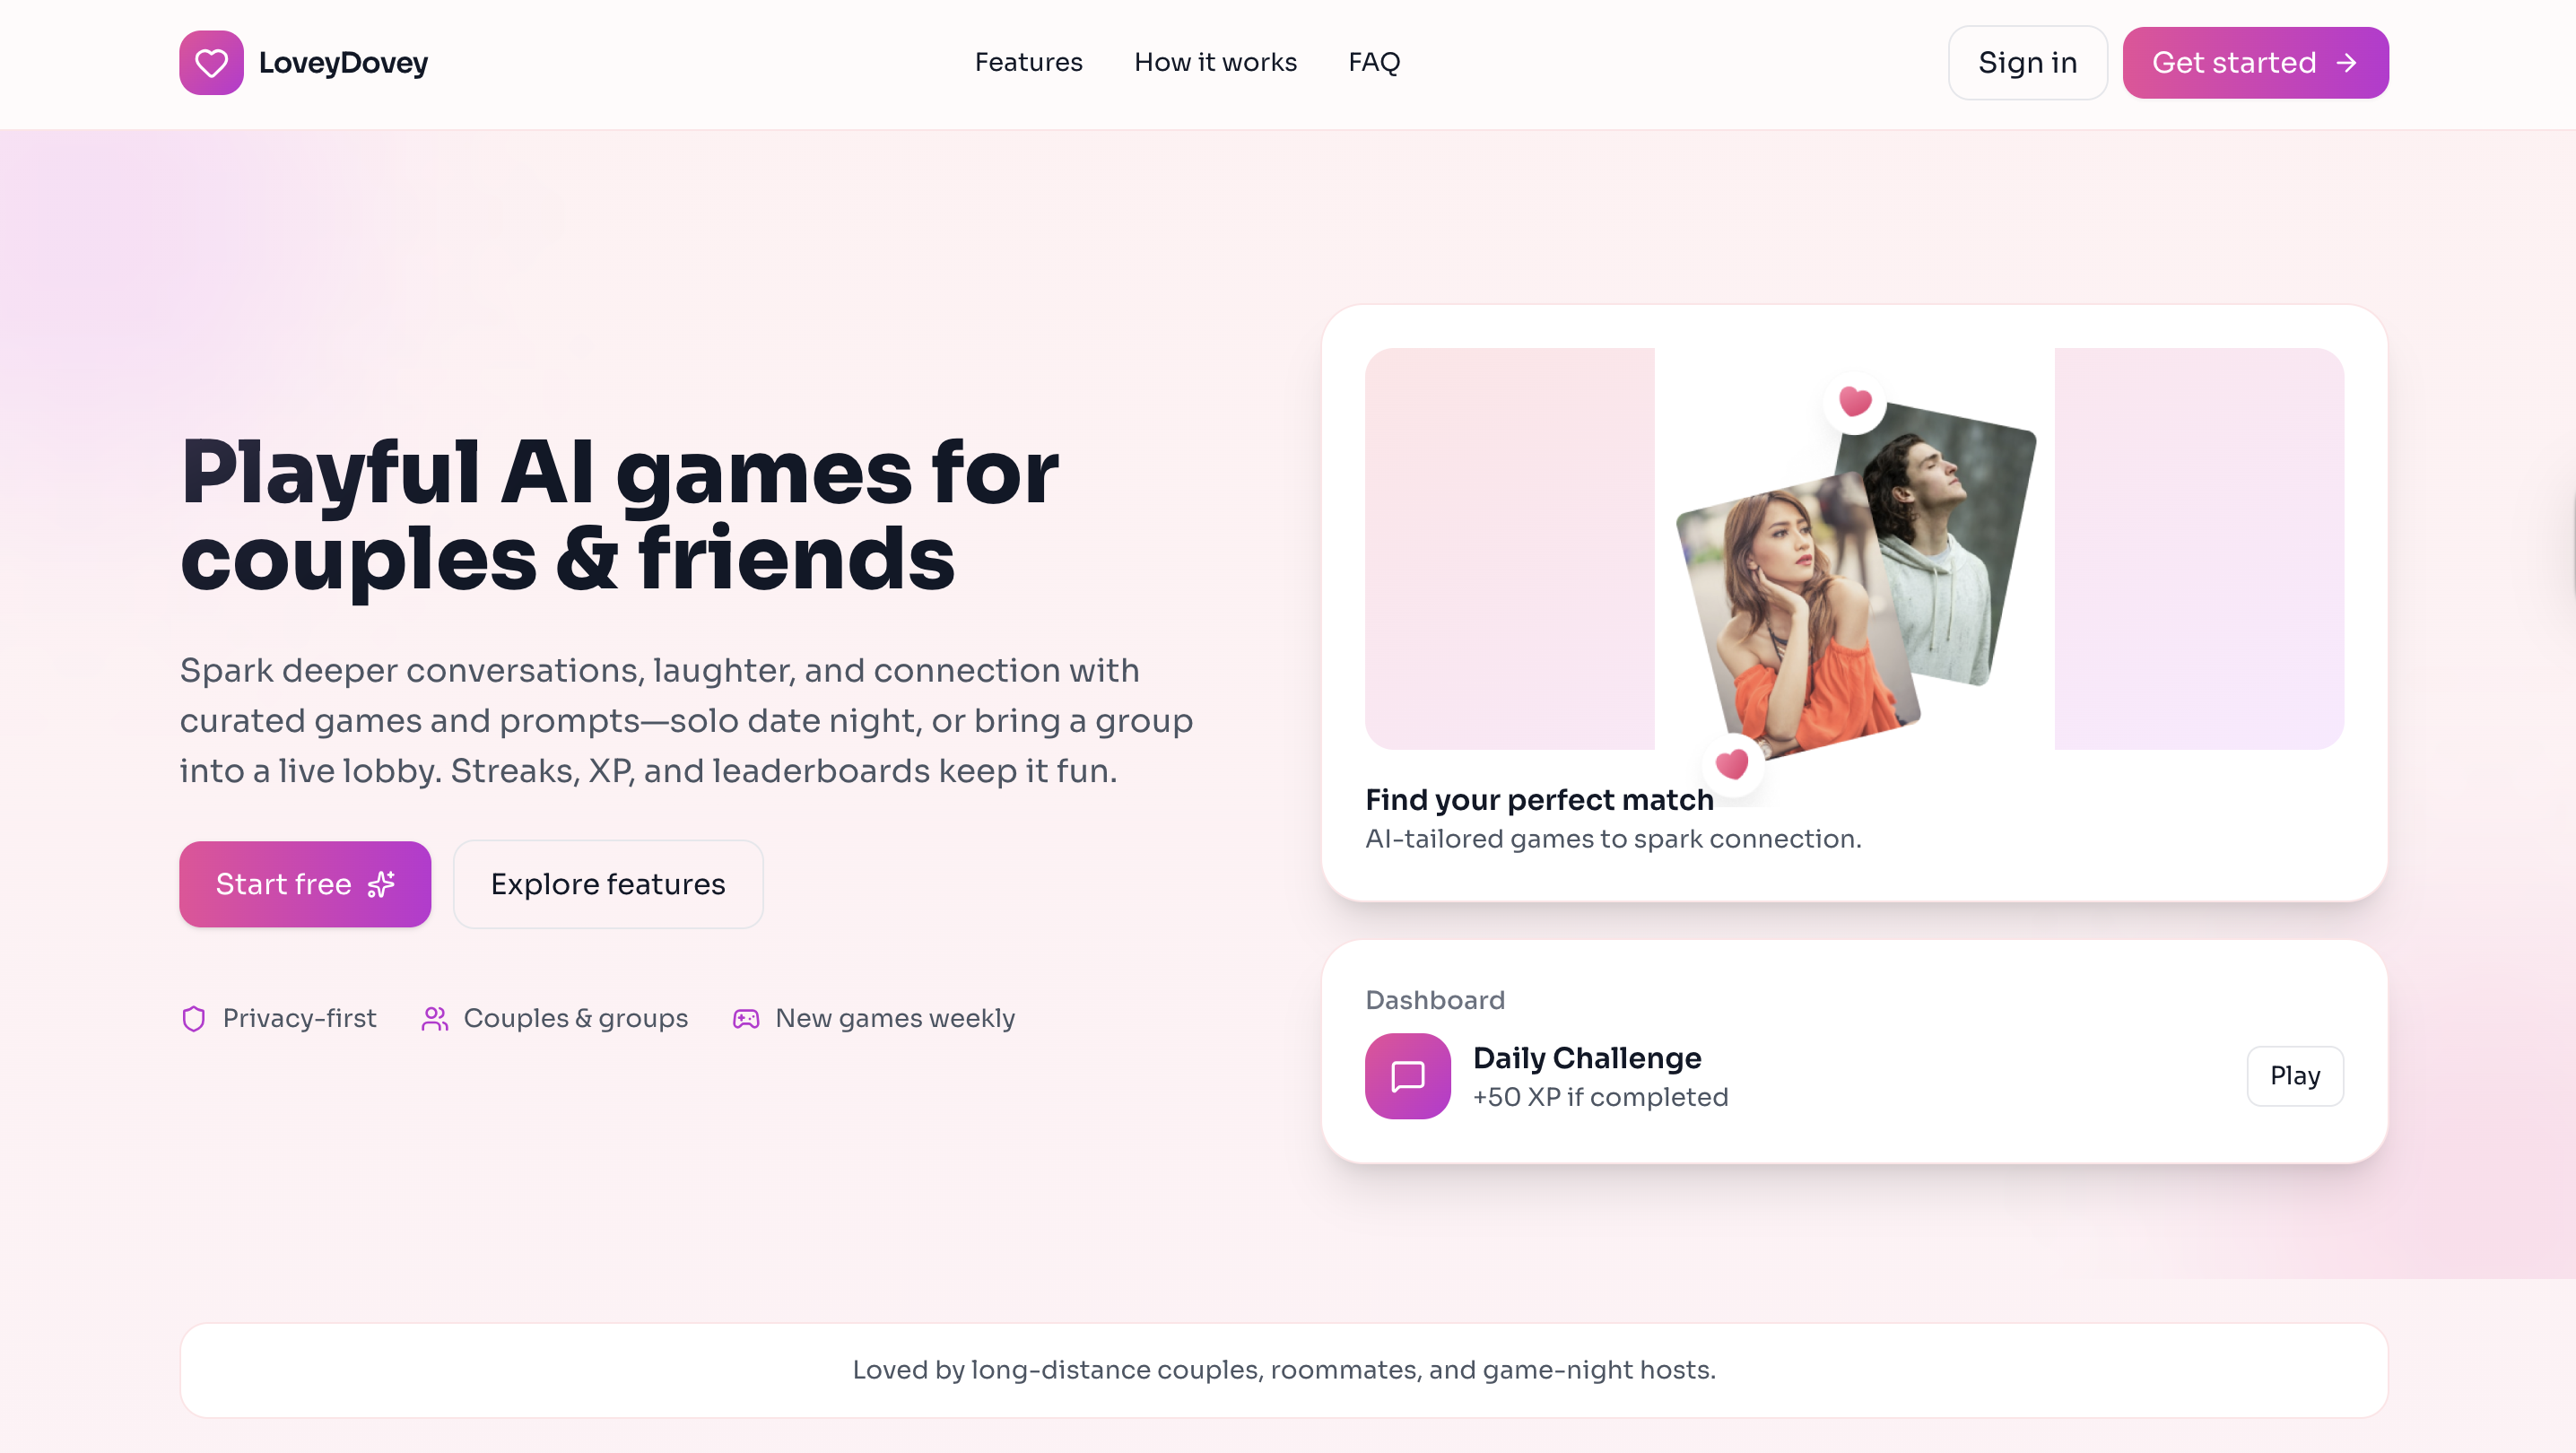 LoveyDovey
Features
How it works
FAQ
Sign in
Get started
Playful AI games for
couples & friends
Spark deeper conversations, laughter, and connection with
curated games and prompts—solo date night, or bring a group
into a live lobby. Streaks, XP, and leaderboards keep it fun.
Start free
Explore features
Privacy-first
Couples & groups
New games weekly
Find your perfect match
AI-tailored games to spark connection.
Dashboard
Daily Challenge
+50 XP if completed
Play
Loved by long-distance couples, roommates, and game-night hosts.